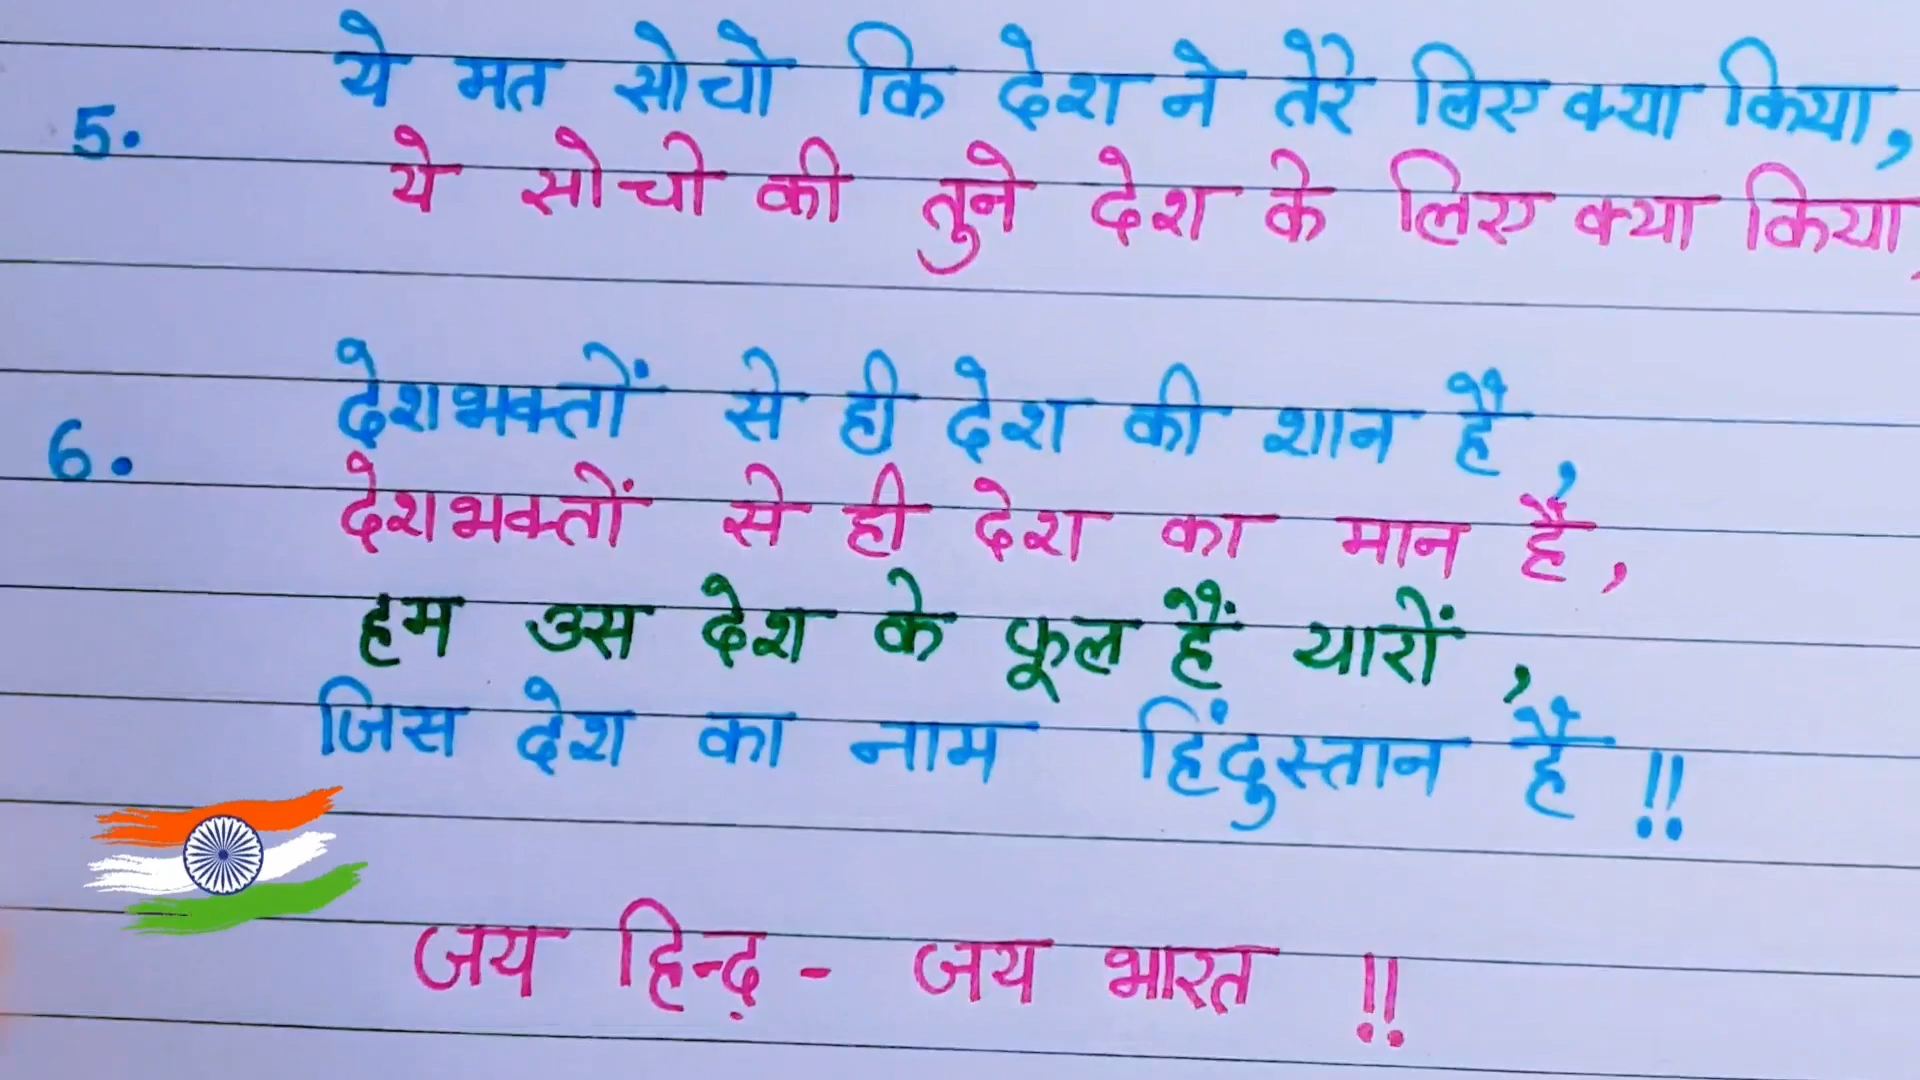 ये मत सोचो कि देश ने तेरे लिए क्या किया,
5.
ये सोचो की तुने देश के लिए क्या किया,
देशभक्तों से ही देश की शान है,
6.
देशभक्तों से ही देश का मान है,
हम उस देश के फूल हैं यारों,
जिस देश का नाम हिंदुस्तान है !!
जय हिन्द़ - जय भारत !!